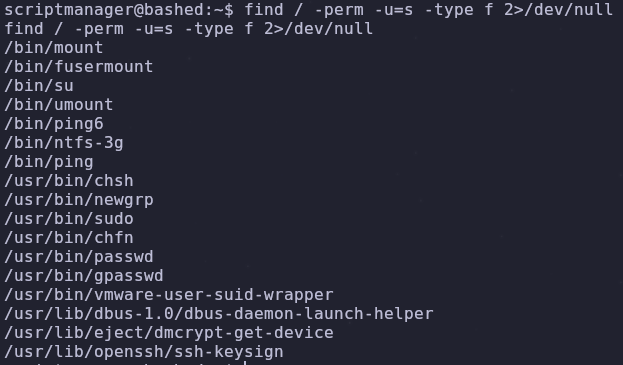 scriptmanager@bashed:~$ find / -perm -u=s -type f 2>/dev/null
find / -perm -u=s -type f 2>/dev/null
/bin/mount
/bin/fusermount
/bin/su
/bin/umount
/bin/ping6
/bin/ntfs-3g
/bin/ping
/usr/bin/chsh
/usr/bin/newgrp
/usr/bin/sudo
/usr/bin/chfn
/usr/bin/passwd
/usr/bin/gpasswd
/usr/bin/vmware-user-suid-wrapper
/usr/lib/dbus-1.0/dbus-daemon-launch-helper
/usr/lib/eject/dmcrypt-get-device
/usr/lib/openssh/ssh-keysign